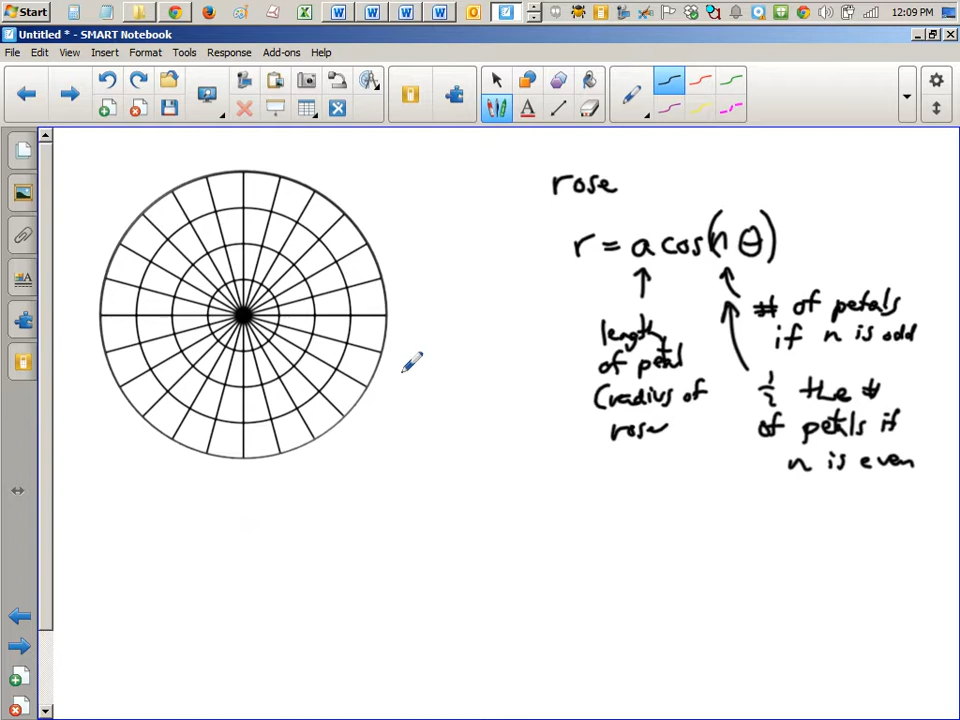 Start
12:09 PM
Untitled * - SMART Notebook
File Edit View Insert Format Tools Response Add-ons Help
rose
r = a cos(n θ)
length
of petal
(radius of
rose
# of petals
if n is odd
1/2 the #
of petals if
n is even